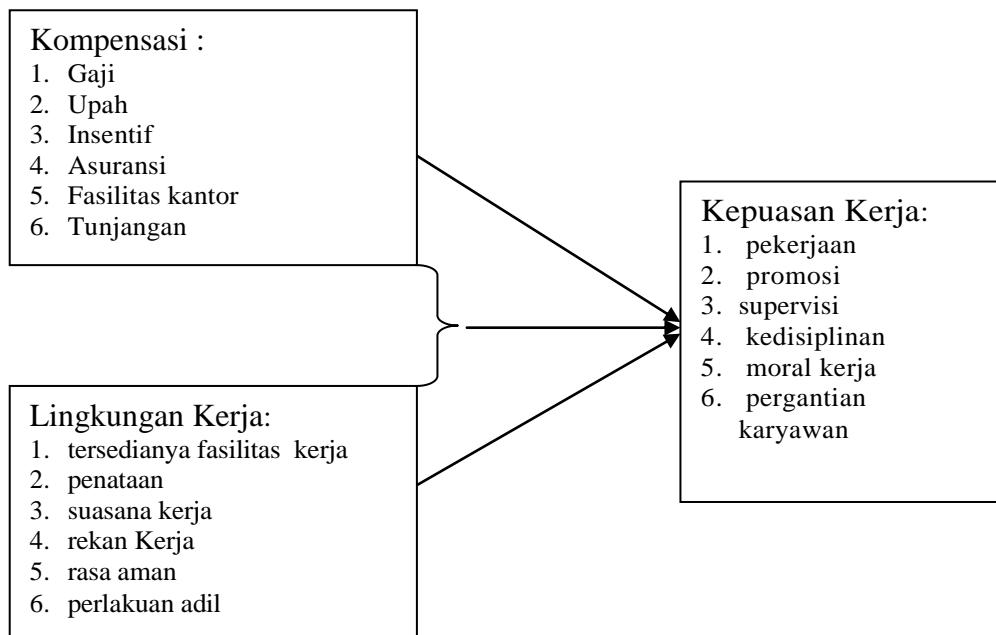 Kompensasi :
1. Gaji
2. Upah
3. Insentif
4. Asuransi
5. Fasilitas kantor
6. Tunjangan
Lingkungan Kerja:
1. tersedianya fasilitas kerja
2. penataan
3. suasana kerja
4. rekan Kerja
5. rasa aman
6. perlakuan adil
Kepuasan Kerja:
1. pekerjaan
2. promosi
3. supervisi
4. kedisiplinan
5. moral kerja
6. pergantian
karyawan